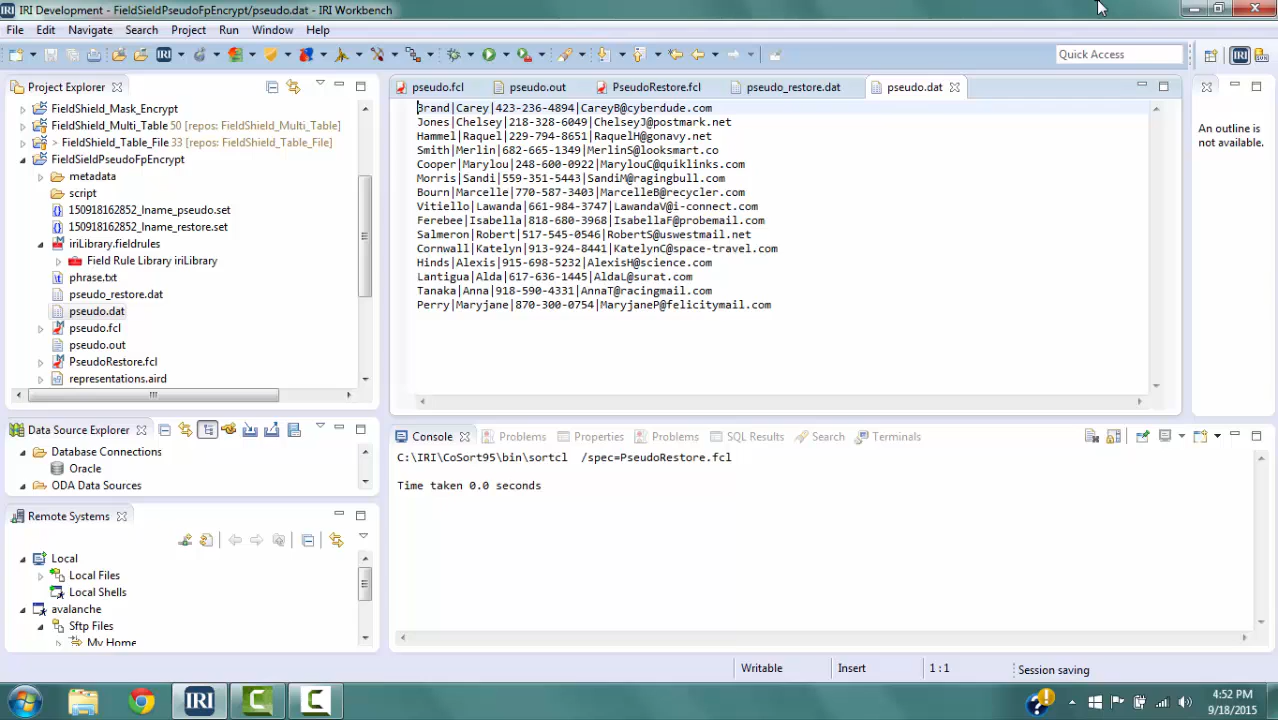 IRI Development - FieldSieldPseudoFpEncrypt/pseudo.dat - IRI Workbench
File Edit Navigate Search Project Run Window Help
IRI
Quick Access
IRI
Project Explorer
FieldShield_Mask_Encrypt
FieldShield_Multi_Table 50 [repos: FieldShield_Multi_Table]
> FieldShield_Table_File 33 [repos: FieldShield_Table_File]
FieldSieldPseudoFpEncrypt
metadata
script
150918162852_lname_pseudo.set
150918162852_lname_restore.set
iriLibrary.fieldrules
Field Rule Library iriLibrary
phrase.txt
pseudo_restore.dat
pseudo.dat
pseudo.fcl
pseudo.out
PseudoRestore.fcl
representations.aird
Data Source Explorer
Database Connections
Oracle
ODA Data Sources
Remote Systems
Local
Local Files
Local Shells
avalanche
Sftp Files
My Home
pseudo.fcl pseudo.out PseudoRestore.fcl pseudo_restore.dat pseudo.dat
Brand|Carey|423-236-4894|CareyB@cyberdude.com
Jones|Chelsey|218-328-6049|ChelseyJ@postmark.net
Hammel|Raquel|229-794-8651|RaquelH@gonavy.net
Smith|Merlin|682-665-1349|MerlinS@looksmart.co
Cooper|Marylou|248-600-0922|MarylouC@quiklinks.com
Morris|Sandi|559-351-5443|SandiM@ragingbull.com
Bourn|Marcelle|770-587-3403|MarcelleB@recycler.com
Vitiello|Lawanda|661-984-3747|LawandaV@i-connect.com
Ferebee|Isabella|818-680-3968|IsabellaF@probemail.com
Salmeron|Robert|517-545-0546|RobertS@uswestmail.net
Cornwall|Katelyn|913-924-8441|KatelynC@space-travel.com
Hinds|Alexis|915-698-5232|AlexisH@science.com
Lantigua|Alda|617-636-1445|AldaL@surat.com
Tanaka|Anna|918-590-4331|AnnaT@racingmail.com
Perry|Maryjane|870-300-0754|MaryjaneP@felicitymail.com
An outline is
not available.
Console Problems Properties Problems SQL Results Search Terminals
C:\IRI\CoSort95\bin\sortcl /spec=PseudoRestore.fcl
Time taken 0.0 seconds
Writable Insert 1 : 1 Session saving
IRI
4:52 PM
9/18/2015